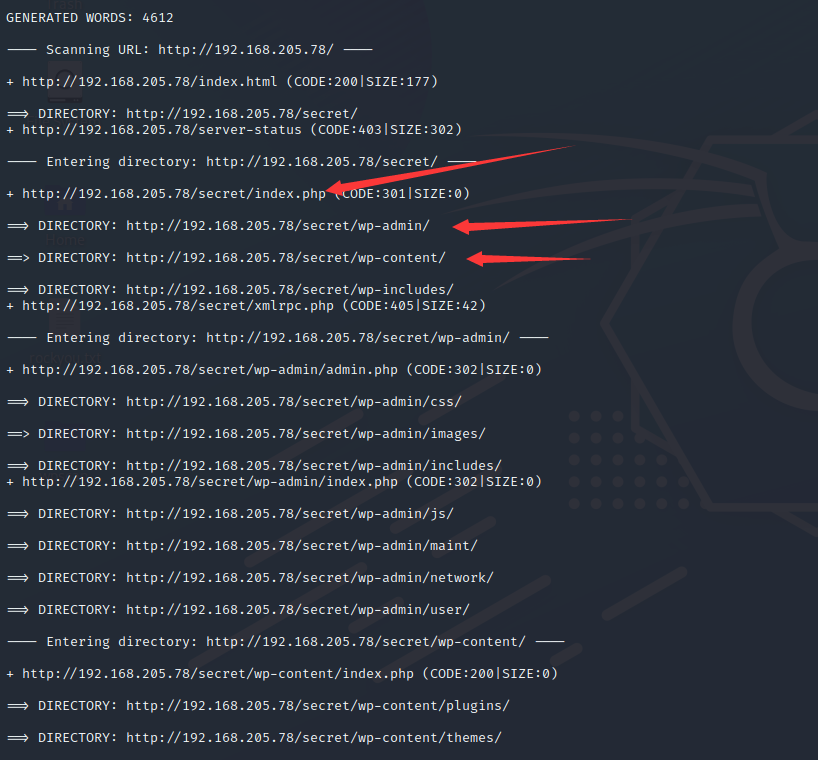 GENERATED WORDS: 4612
---- Scanning URL: http://192.168.205.78/ ----
+ http://192.168.205.78/index.html (CODE:200|SIZE:177)
==> DIRECTORY: http://192.168.205.78/secret/
+ http://192.168.205.78/server-status (CODE:403|SIZE:302)
---- Entering directory: http://192.168.205.78/secret/ ----
+ http://192.168.205.78/secret/index.php (CODE:301|SIZE:0)
==> DIRECTORY: http://192.168.205.78/secret/wp-admin/
==> DIRECTORY: http://192.168.205.78/secret/wp-content/
==> DIRECTORY: http://192.168.205.78/secret/wp-includes/
+ http://192.168.205.78/secret/xmlrpc.php (CODE:405|SIZE:42)
---- Entering directory: http://192.168.205.78/secret/wp-admin/ ----
+ http://192.168.205.78/secret/wp-admin/admin.php (CODE:302|SIZE:0)
==> DIRECTORY: http://192.168.205.78/secret/wp-admin/css/
==> DIRECTORY: http://192.168.205.78/secret/wp-admin/images/
==> DIRECTORY: http://192.168.205.78/secret/wp-admin/includes/
+ http://192.168.205.78/secret/wp-admin/index.php (CODE:302|SIZE:0)
==> DIRECTORY: http://192.168.205.78/secret/wp-admin/js/
==> DIRECTORY: http://192.168.205.78/secret/wp-admin/maint/
==> DIRECTORY: http://192.168.205.78/secret/wp-admin/network/
==> DIRECTORY: http://192.168.205.78/secret/wp-admin/user/
---- Entering directory: http://192.168.205.78/secret/wp-content/ ----
+ http://192.168.205.78/secret/wp-content/index.php (CODE:200|SIZE:0)
==> DIRECTORY: http://192.168.205.78/secret/wp-content/plugins/
==> DIRECTORY: http://192.168.205.78/secret/wp-content/themes/